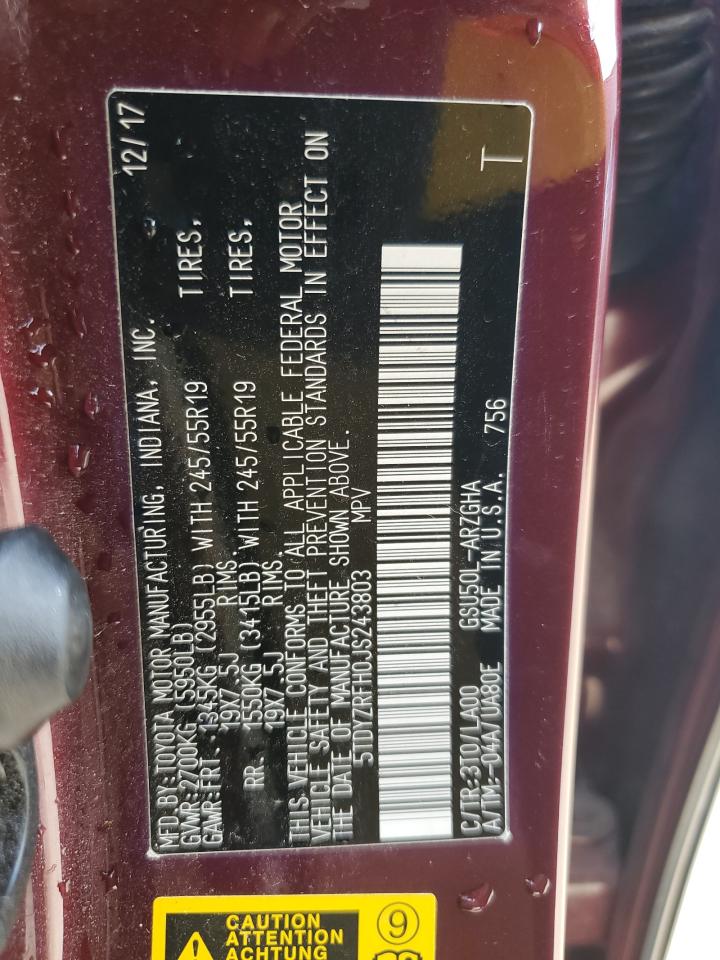 MFD.BY:TOYOTA MOTOR MANUFACTURING, INDIANA, INC. 12/17
GVWR:2700KG (5950LB)
GAWR:FRT. :1345KG (2955LB) WITH 245/55R19 TIRES,
19X7.5J RIMS.
RR. :1550KG (3415LB) WITH 245/55R19 TIRES,
19X7.5J RIMS.
THIS VEHICLE CONFORMS TO ALL APPLICABLE FEDERAL MOTOR
VEHICLE SAFETY AND THEFT PREVENTION STANDARDS IN EFFECT ON
THE DATE OF MANUFACTURE SHOWN ABOVE.
5TDYZRFH0JS243803 MPV
C/TR:3T0/LA00 GSU50L-ARZGHA T
A/TM:-04A/UA80E MADE IN U.S.A. 756
CAUTION
ATTENTION
ACHTUNG
9